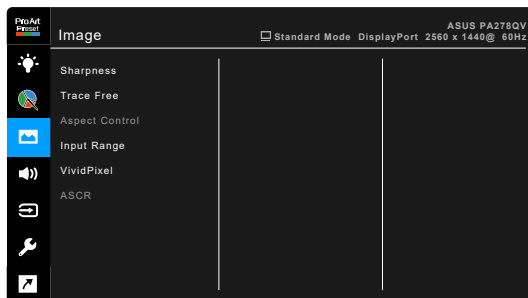 ProArt
Preset
Image
ASUS PA278QV
Standard Mode DisplayPort 2560 x 1440@ 60Hz
Sharpness
Trace Free
Aspect Control
Input Range
VividPixel
ASCR